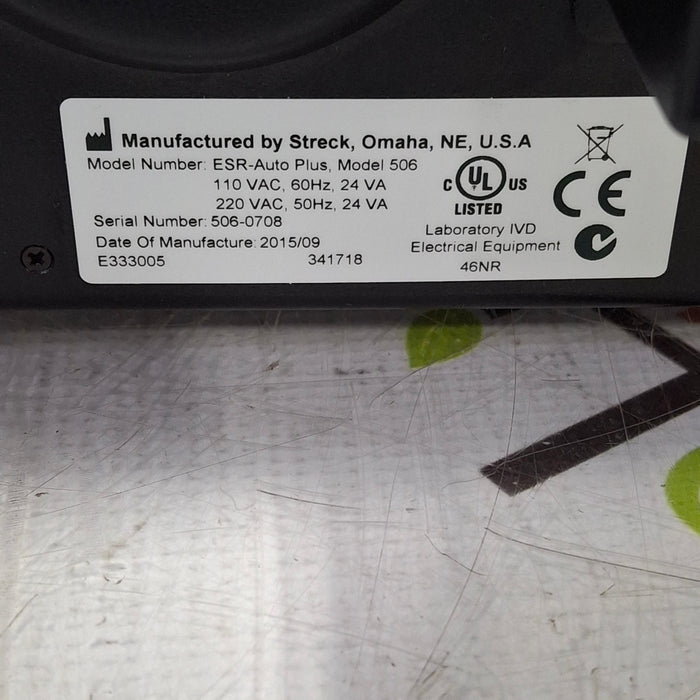 Manufactured by Streck, Omaha, NE, U.S.A
Model Number: ESR-Auto Plus, Model 506
110 VAC, 60Hz, 24 VA
220 VAC, 50Hz, 24 VA
Serial Number: 506-0708
Date Of Manufacture: 2015/09
E333005
341718
C UL US
LISTED
Laboratory IVD
Electrical Equipment
46NR
CE